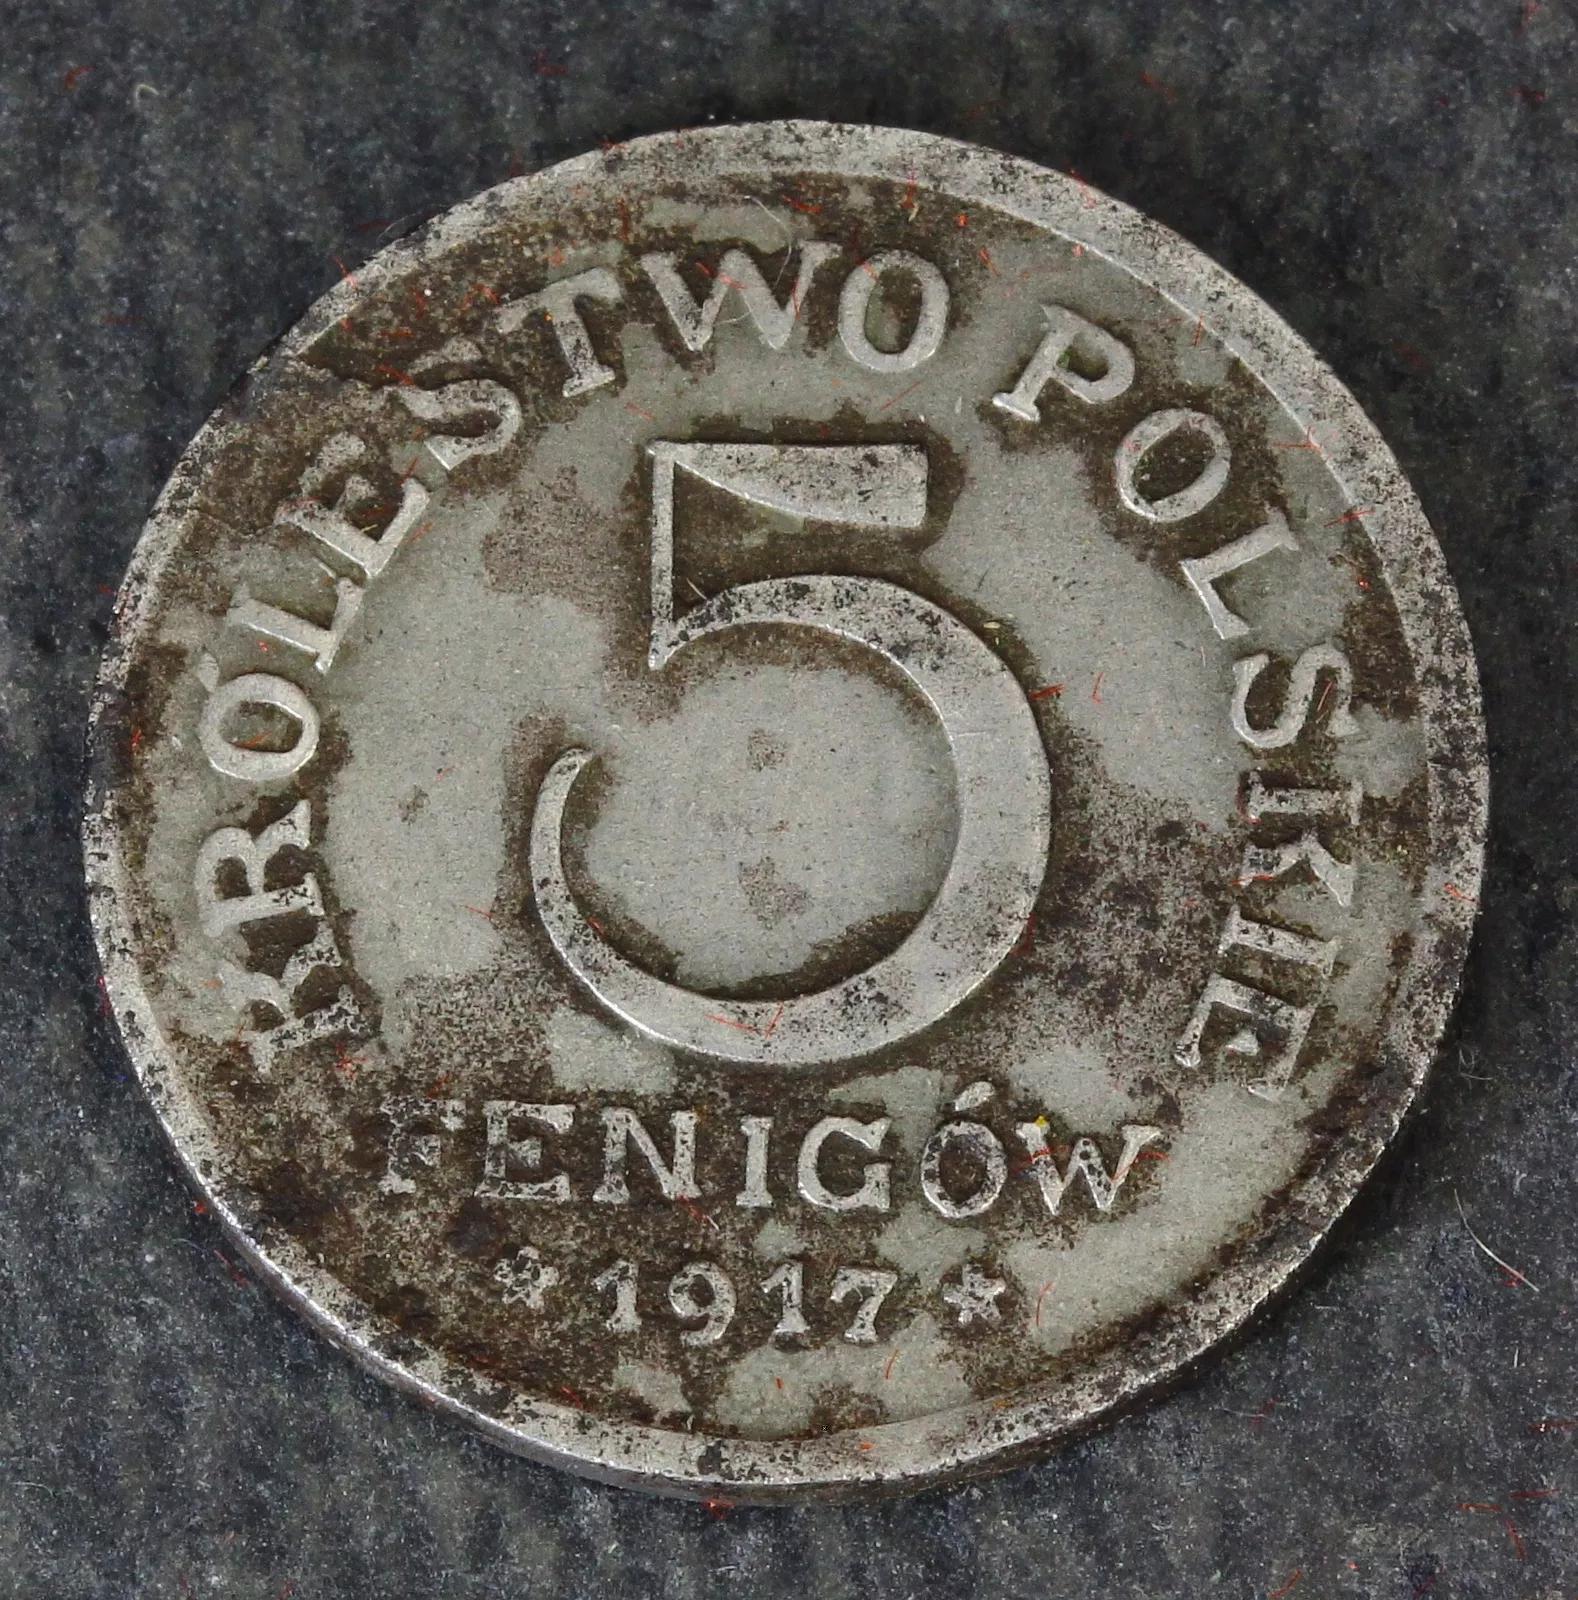 KRÓLESTWO POLSKIE
5
FENIGÓW
* 1917 *